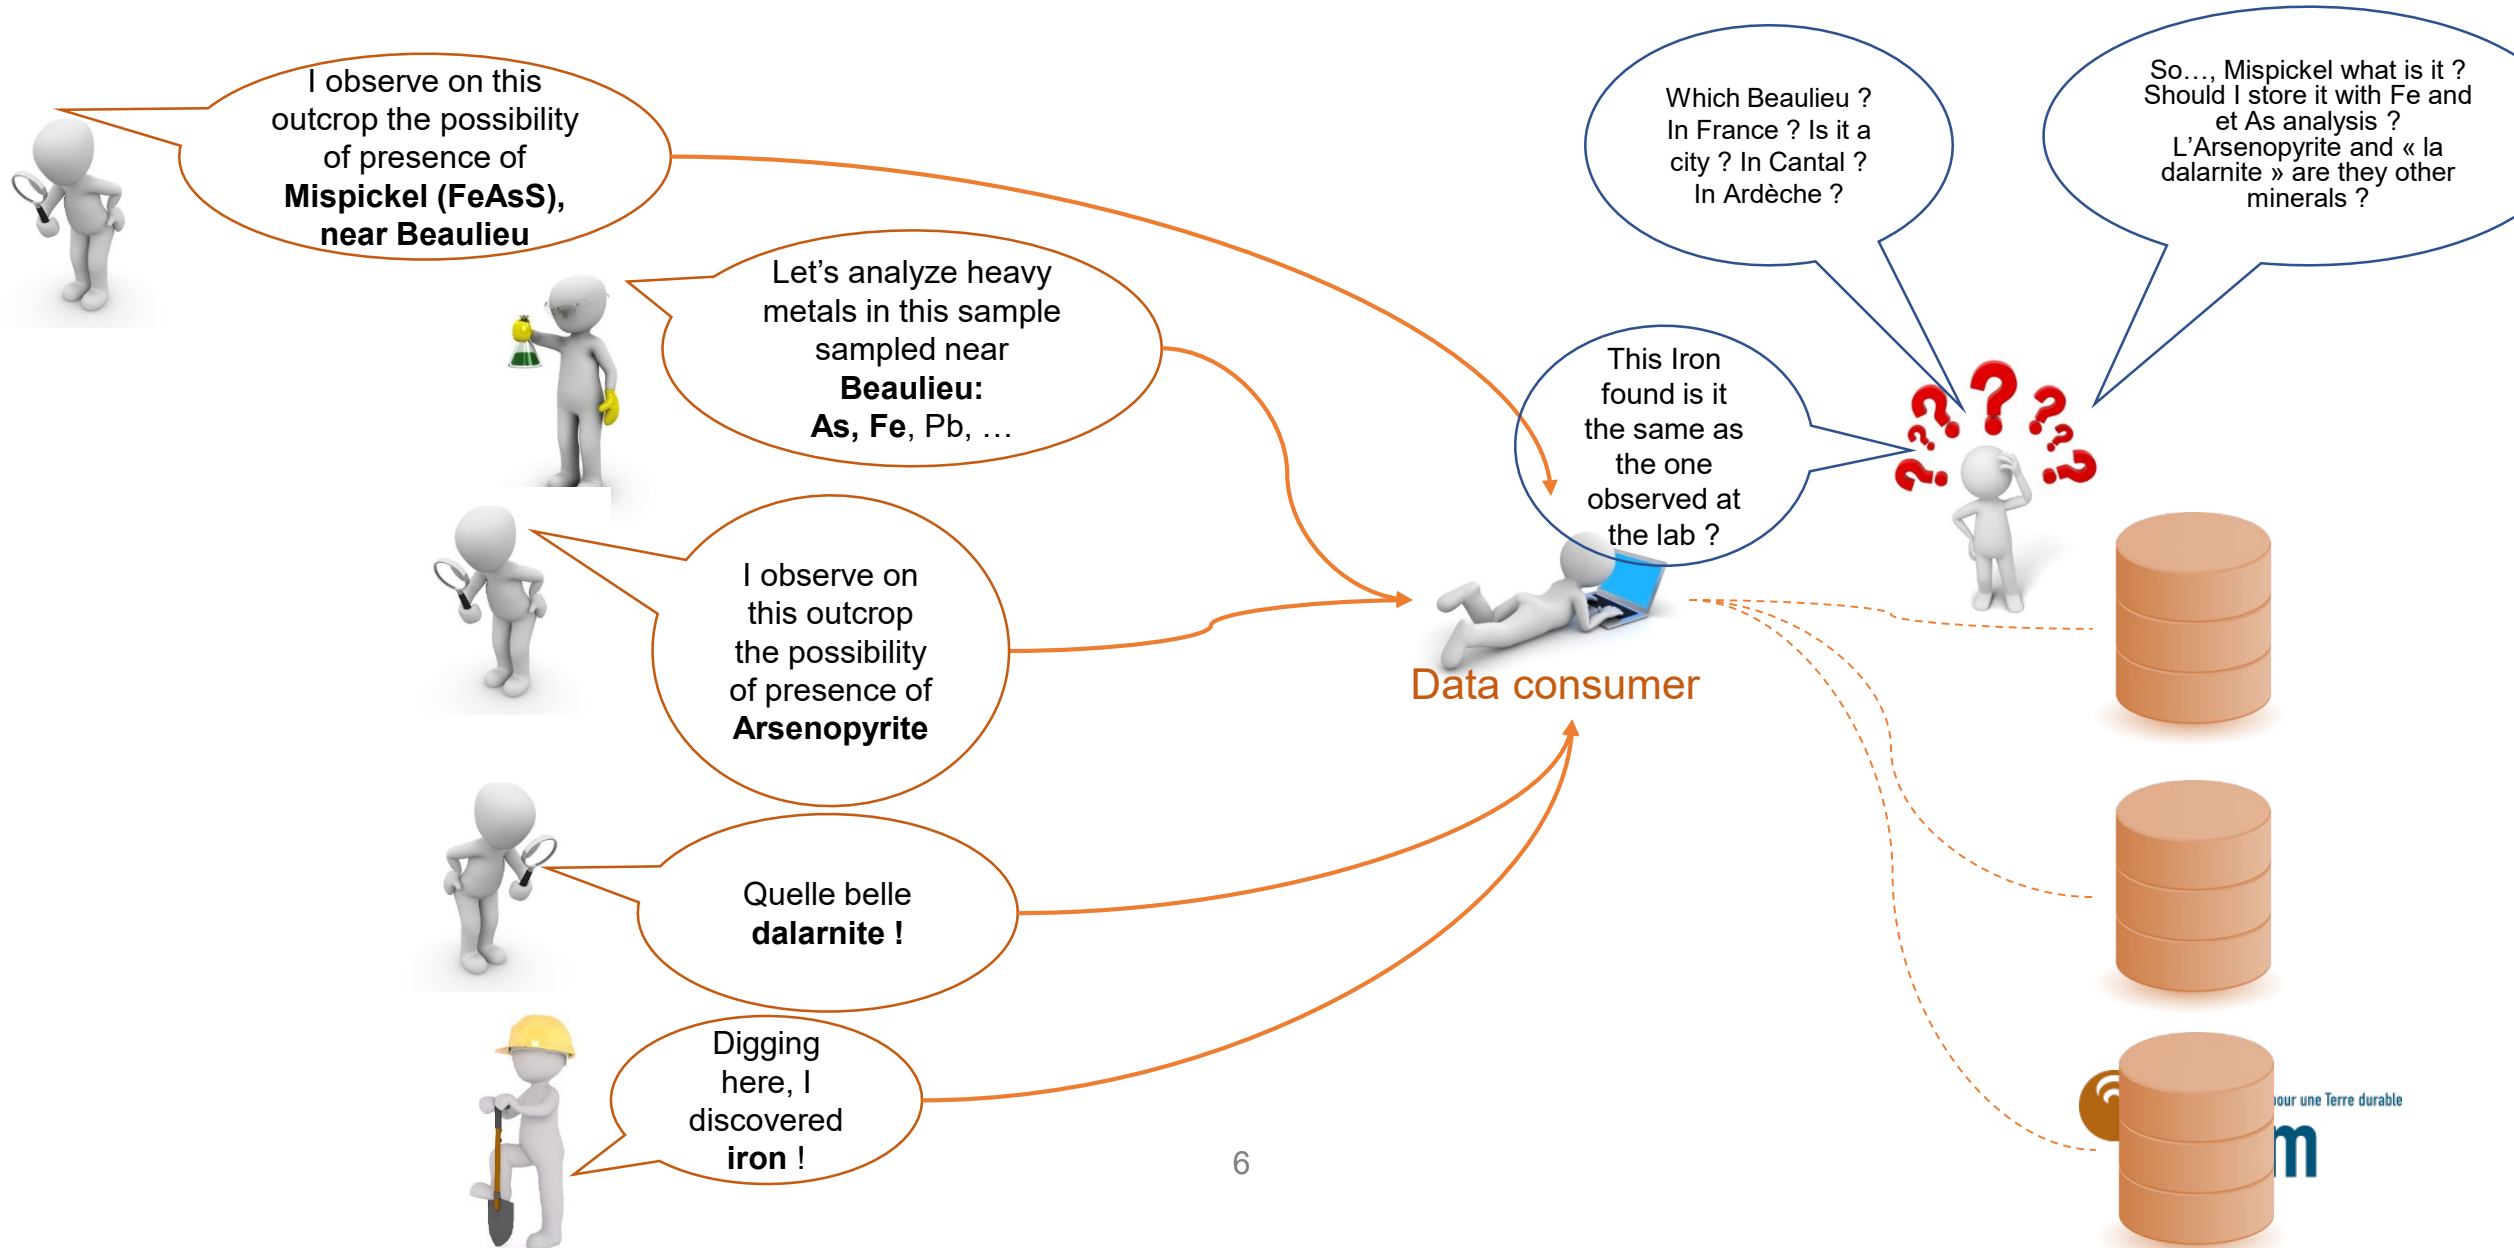 I observe on this
outcrop the possibility
of presence of
Mispickel (FeAsS),
near Beaulieu
Let’s analyze heavy
metals in this sample
sampled near
Beaulieu:
As, Fe, Pb, …
I observe on
this outcrop
the possibility
of presence of
Arsenopyrite
Quelle belle
dalarnite !
Digging
here, I
discovered
iron !
Which Beaulieu ?
In France ? Is it a
city ? In Cantal ?
In Ardèche ?
So…, Mispickel what is it ?
Should I store it with Fe and
et As analysis ?
L’Arsenopyrite and « la
dalarnite » are they other
minerals ?
This Iron
found is it
the same as
the one
observed at
the lab ?
Data consumer
6
pour une Terre durable
m